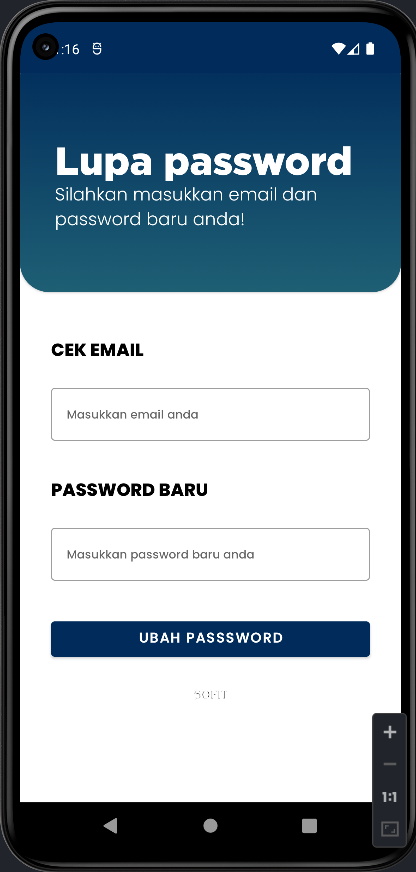 :16
Lupa password
Silahkan masukkan email dan
password baru anda!
CEK EMAIL
Masukkan email anda
PASSWORD BARU
Masukkan password baru anda
UBAH PASSSWORD
1:1